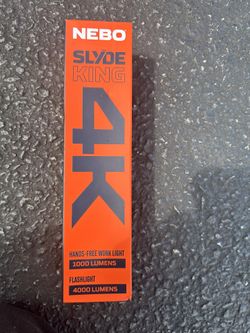 NEBO
SLYDE
KING
4K
HANDS-FREE WORK LIGHT
1000 LUMENS
FLASHLIGHT
4000 LUMENS